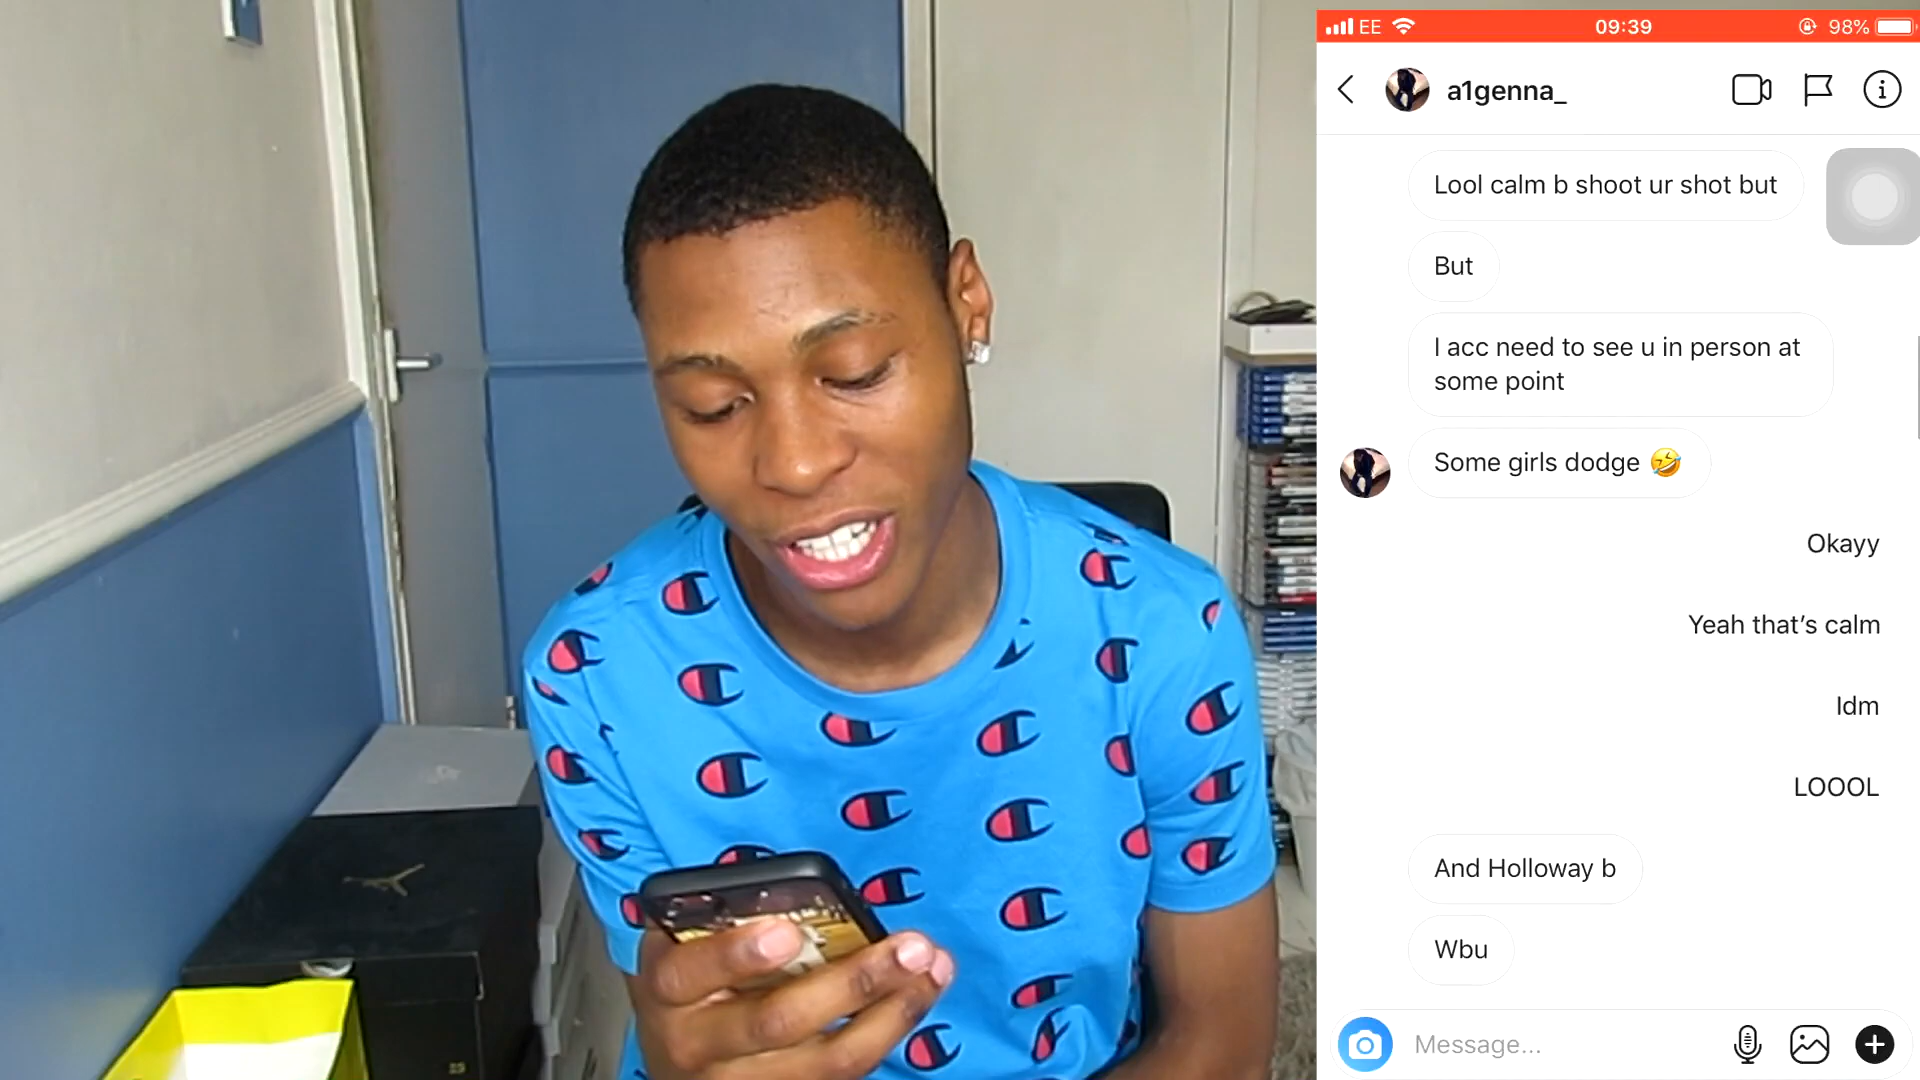 EE
09:39
98%
a1genna_
Lool calm b shoot ur shot but
But
I acc need to see u in person at
some point
Some girls dodge 🤣
Okayy
Yeah that’s calm
Idm
LOOOL
And Holloway b
Wbu
Message...